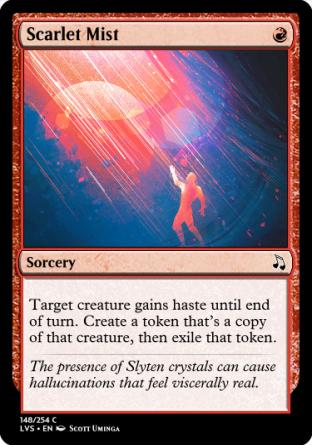 Scarlet Mist
Sorcery
Target creature gains haste until end
of turn. Create a token that's a copy
of that creature, then exile that token.
The presence of Slyten crystals can cause
hallucinations that feel viscerally real.
148/254 C
LVS • EN Scott Uminga